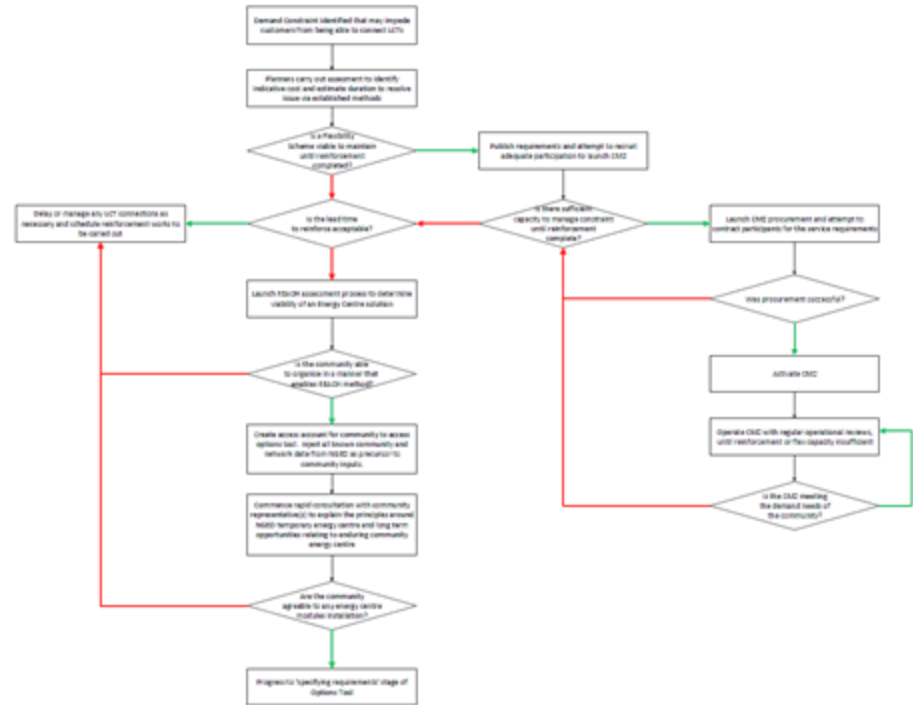 Demand Constraint identified that may impede
customers from being able to connect LCTs
Planners carry out assessment to identify
indicative cost and estimate duration to resolve
issue via established methods
Is a Flexibility
Scheme viable to maintain
until reinforcement
completed?
Publish requirements and attempt to recruit
adequate participation to launch CMZ
Delay or manage any LCT connections as
necessary and schedule reinforcement works to
be carried out
Is the lead time
to reinforce acceptable?
Is there sufficient
capacity to manage constraint
until reinforcement
complete?
Launch CMZ procurement and attempt to
contract participants for the service requirements
Launch assessment process to determine
viability of an Energy Centre solution
Was procurement successful?
Is the community able
to organise in a manner that
enables method?
Activate CMZ
Create access account for community to access
options tool. Inject all known community and
network data from NGED as precursor to
community inputs.
Operate CMZ with regular operational reviews,
until reinforcement or flex capacity insufficient
Commence rapid consultation with community
representative(s) to explain the principles around
NGED temporary energy centre and long term
opportunities relating to enduring community
energy centre
Is the CMZ meeting
the demand needs of
the community?
Are the community
agreeable to any energy centre
modules installation?
Progress to 'specifying requirements' stage of
Options Tool